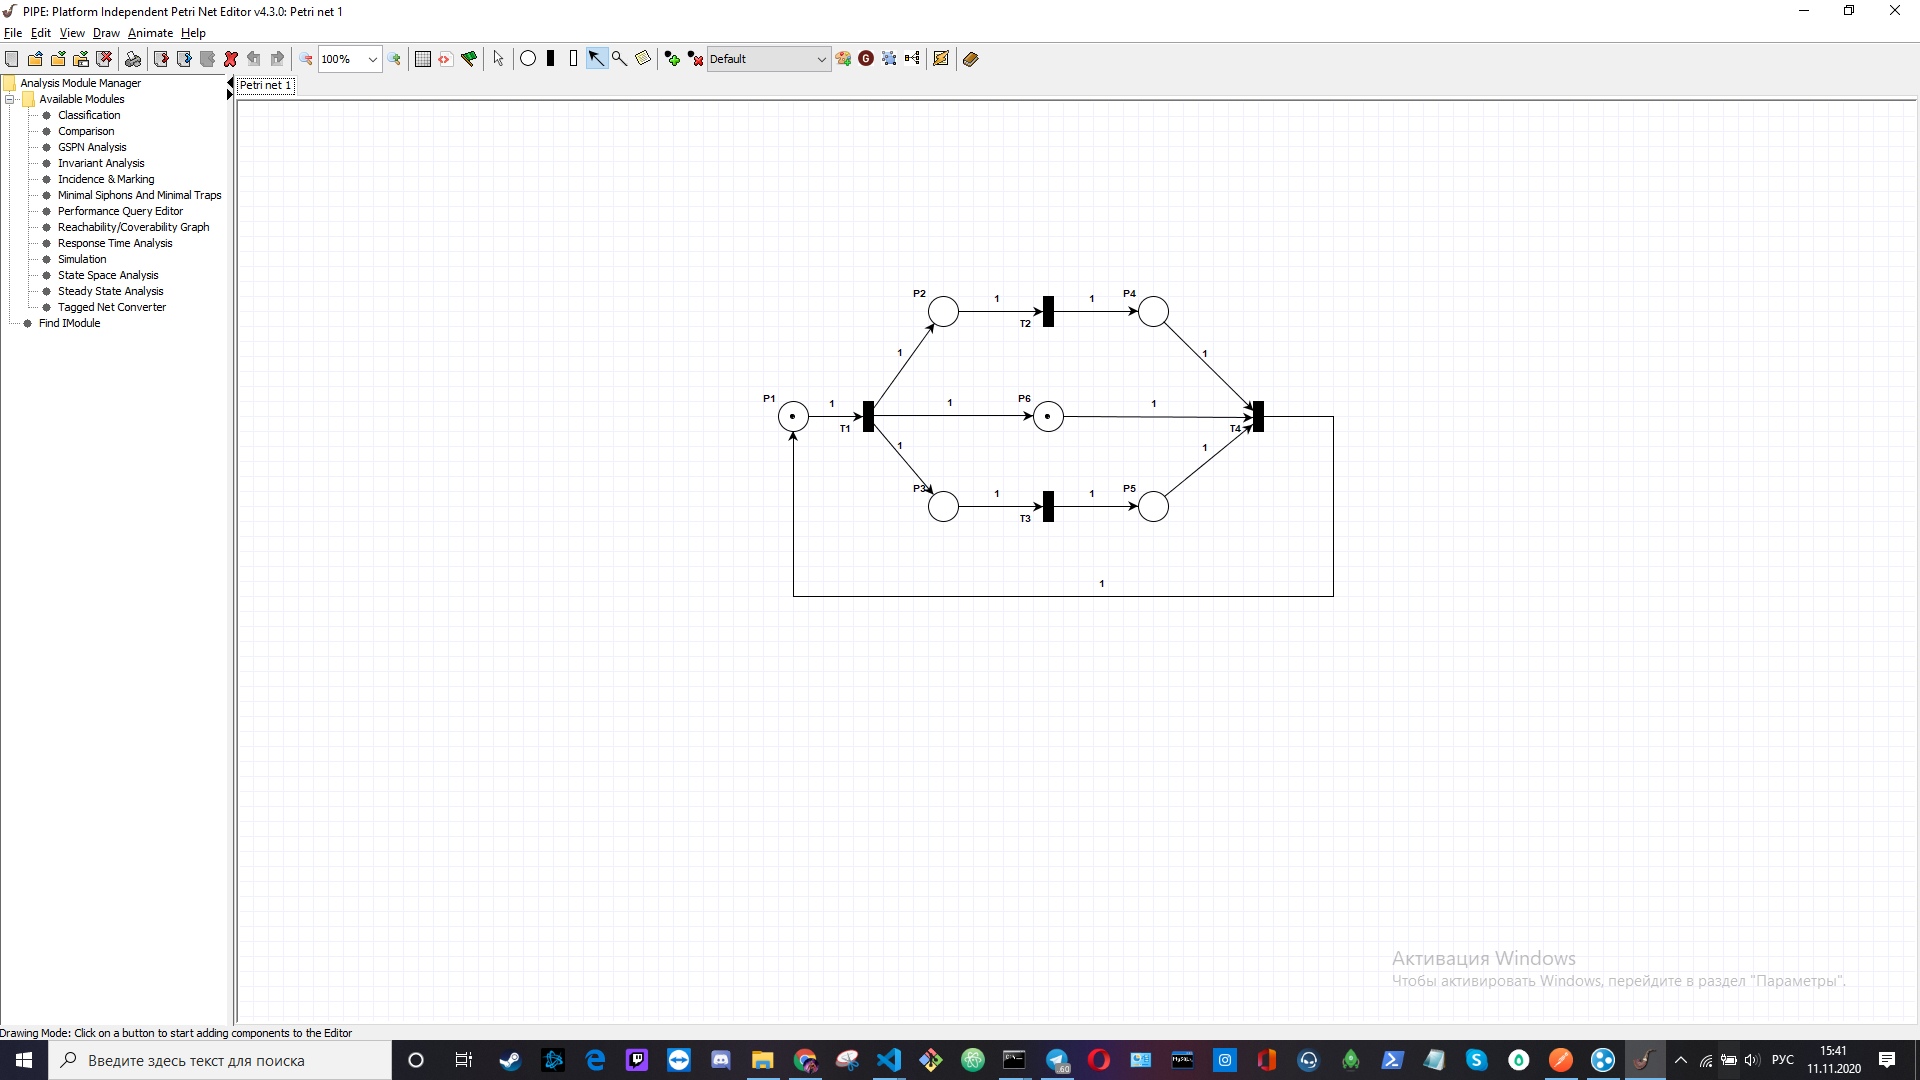 PIPE: Platform Independent Petri Net Editor v4.3.0: Petri net 1
File Edit View Draw Animate Help
100% Default
Analysis Module Manager
Available Modules
Classification
Comparison
GSPN Analysis
Invariant Analysis
Incidence & Marking
Minimal Siphons And Minimal Traps
Performance Query Editor
Reachability/Coverability Graph
Response Time Analysis
Simulation
State Space Analysis
Steady State Analysis
Tagged Net Converter
Find IModule
Petri net 1
P2 1 1 P4
T2
1 1
P1 1 1 P6 1
T1 T4
1 1
P3 1 1 P5
T3
1
Активация Windows
Чтобы активировать Windows, перейдите в раздел "Параметры".
Drawing Mode: Click on a button to start adding components to the Editor
Введите здесь текст для поиска
60
РУС
15:41
11.11.2020